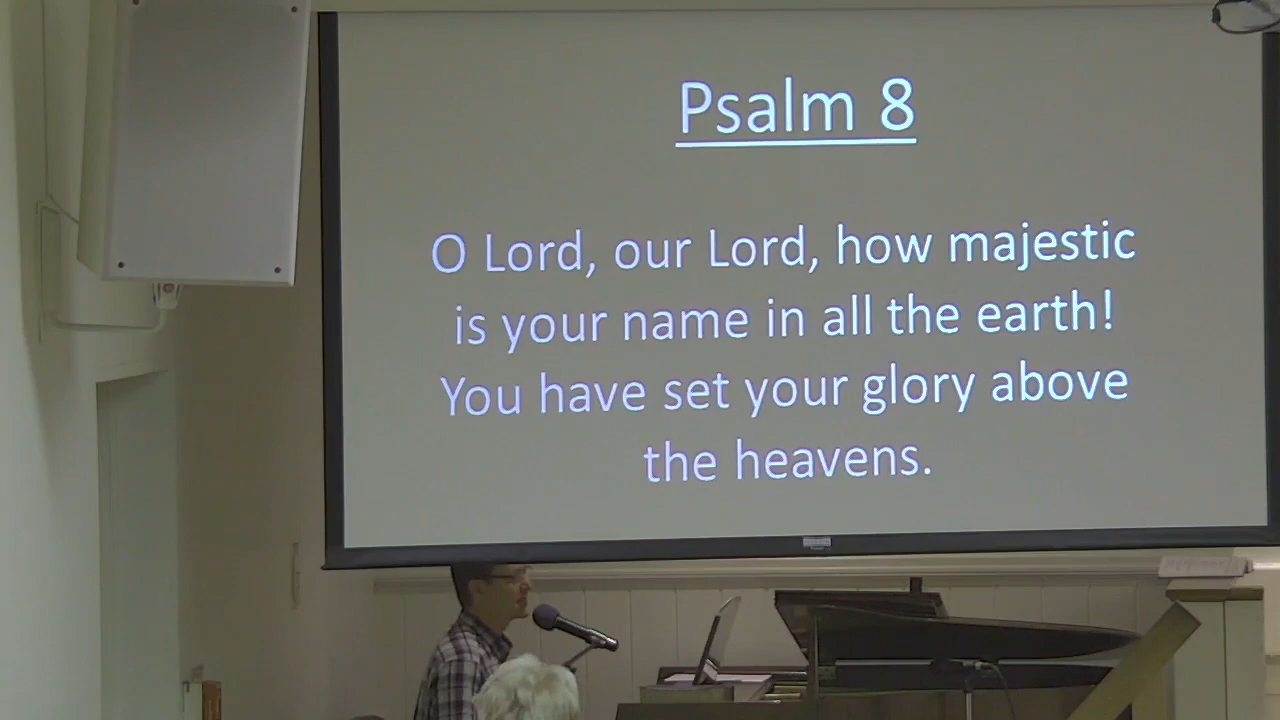 Psalm 8
O Lord, our Lord, how majestic
is your name in all the earth!
You have set your glory above
the heavens.